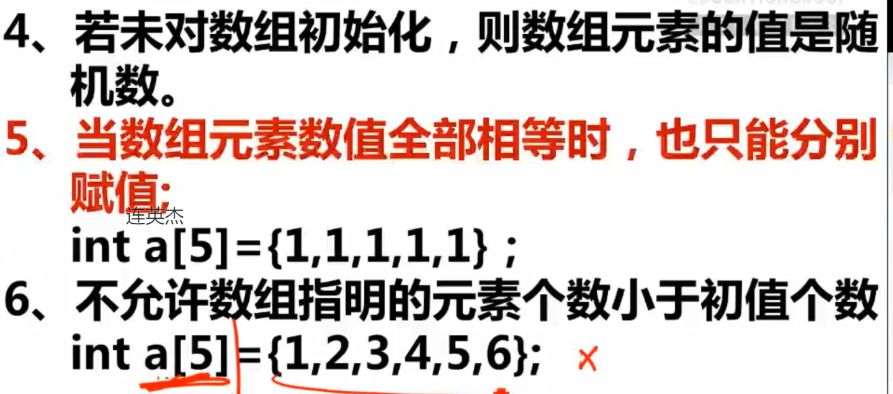 4、若未对数组初始化，则数组元素的值是随
机数。
5、当数组元素数值全部相等时，也只能分别
赋值;
连英杰
int a[5]={1,1,1,1,1}；
6、不允许数组指明的元素个数小于初值个数
int a[5]={1,2,3,4,5,6}; ×